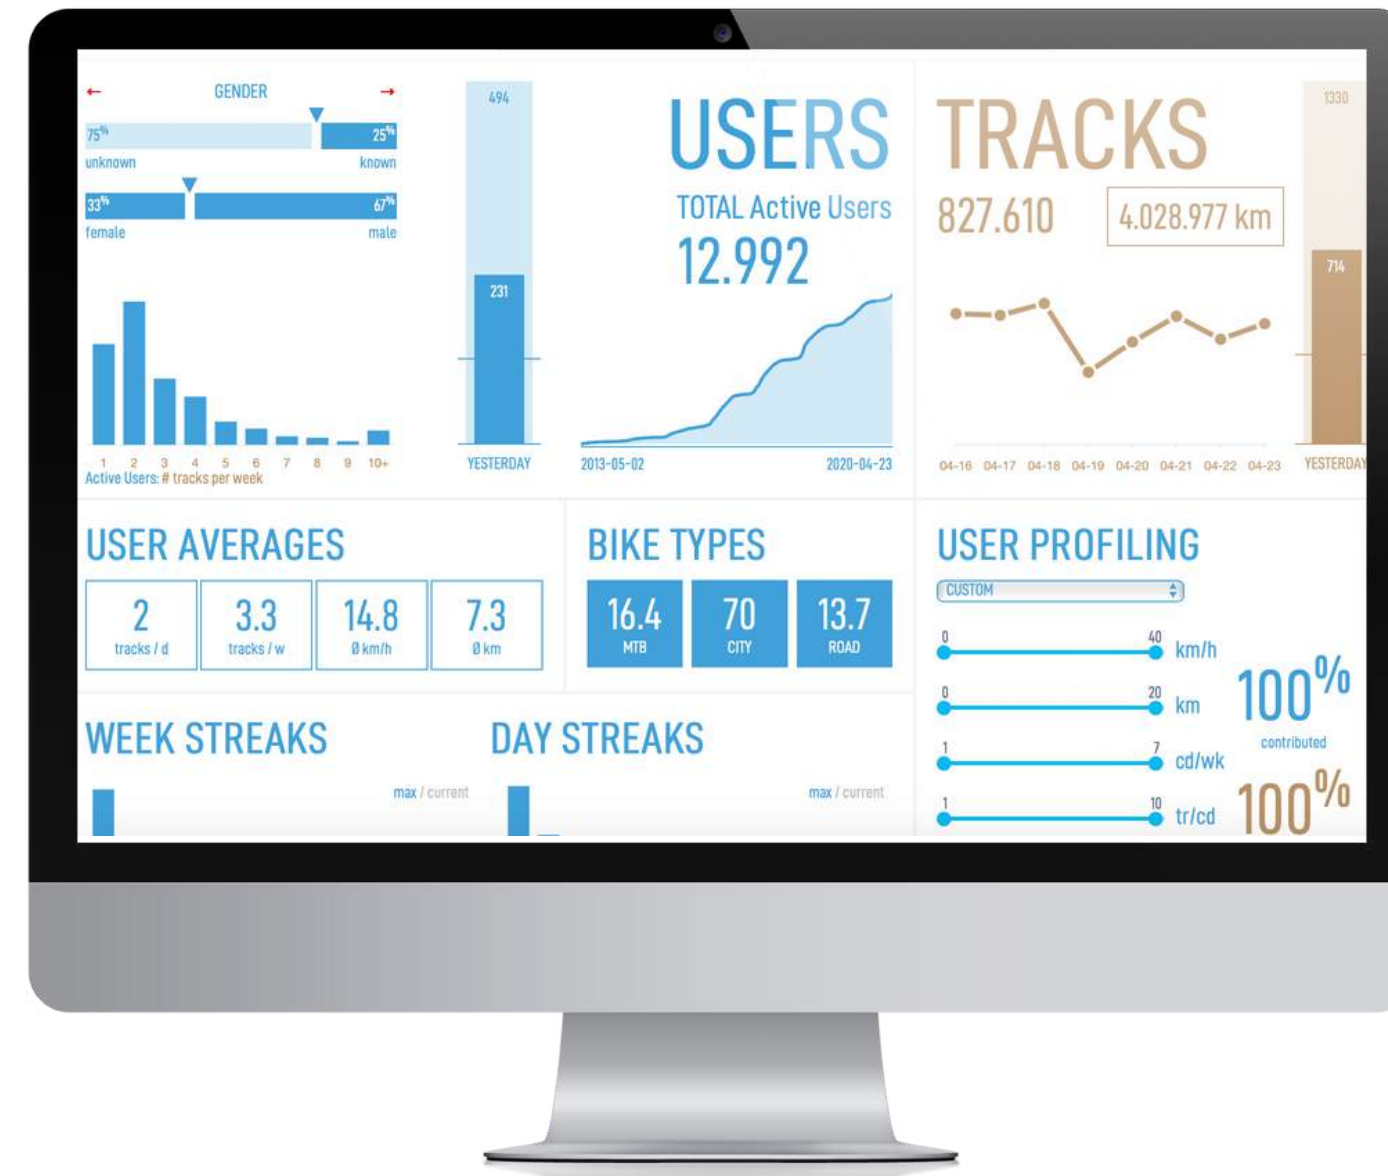 ← GENDER →
75% 25%
unknown known
33% 67%
female male
1 2 3 4 5 6 7 8 9 10+
Active Users: # tracks per week
494
231
YESTERDAY
USERS
TOTAL Active Users
12.992
2013-05-02 2020-04-23
TRACKS
827.610
4.028.977 km
04-16 04-17 04-18 04-19 04-20 04-21 04-22 04-23
1330
714
YESTERDAY
USER AVERAGES
2
tracks / d
3.3
tracks / w
14.8
Ø km/h
7.3
Ø km
BIKE TYPES
16.4
MTB
70
CITY
13.7
ROAD
USER PROFILING
CUSTOM
0 40 km/h
0 20 km
1 7 cd/wk
1 10 tr/cd
100%
contributed
100%
WEEK STREAKS
max / current
DAY STREAKS
max / current